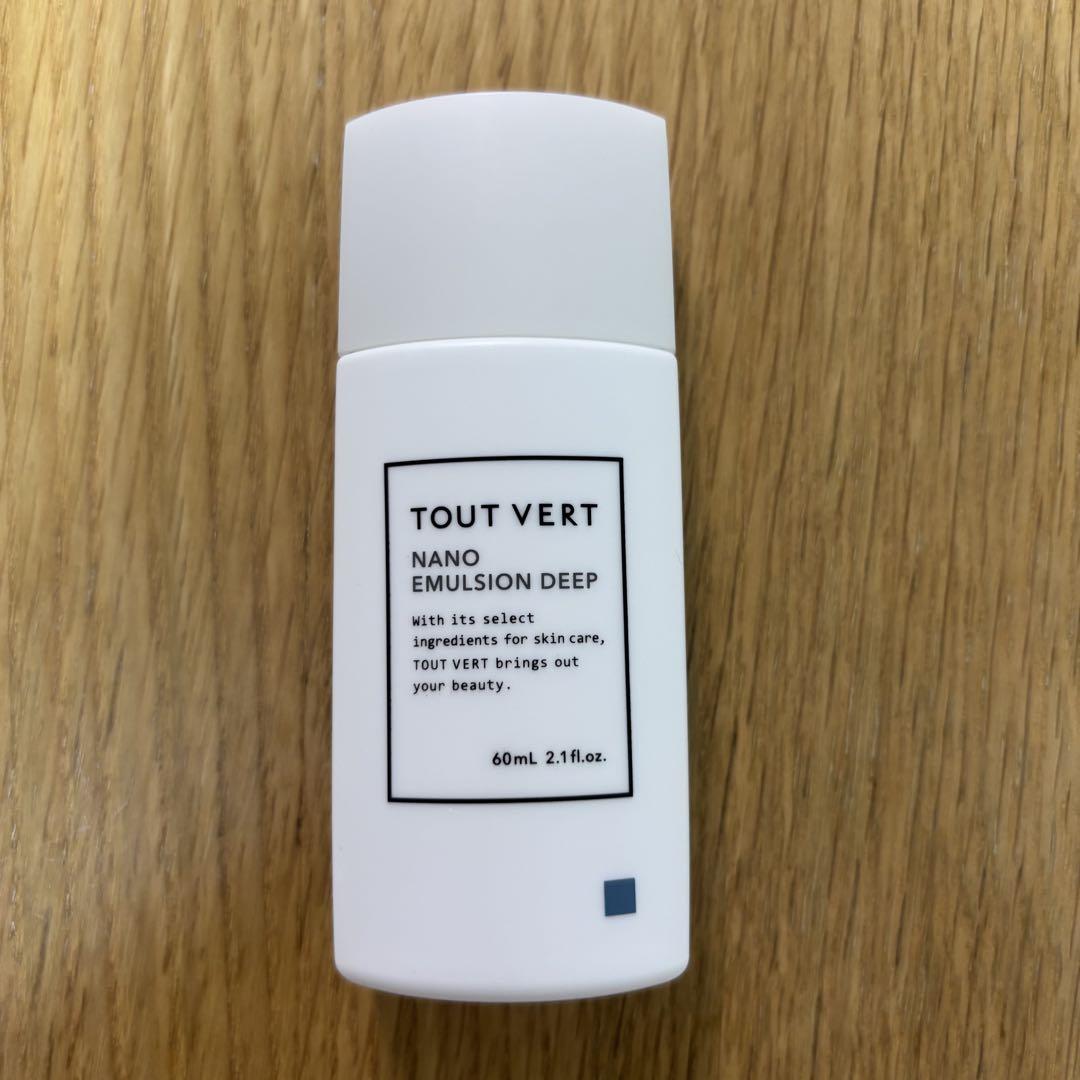 TOUT VERT
NANO
EMULSION DEEP
With its select
ingredients for skin care,
TOUT VERT brings out
your beauty.
60mL 2.1fl.oz.